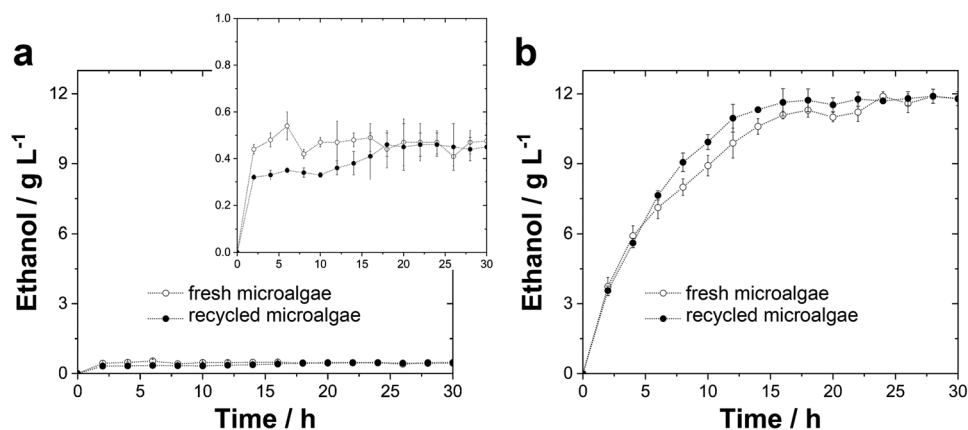 a
Ethanol / g L⁻¹
12
9
6
3
0
1.0
0.8
0.6
0.4
0.2
0.0
0 5 10 15 20 25 30
fresh microalgae
recycled microalgae
0 5 10 15 20 25 30
Time / h
b
Ethanol / g L⁻¹
12
9
6
3
0
fresh microalgae
recycled microalgae
0 5 10 15 20 25 30
Time / h